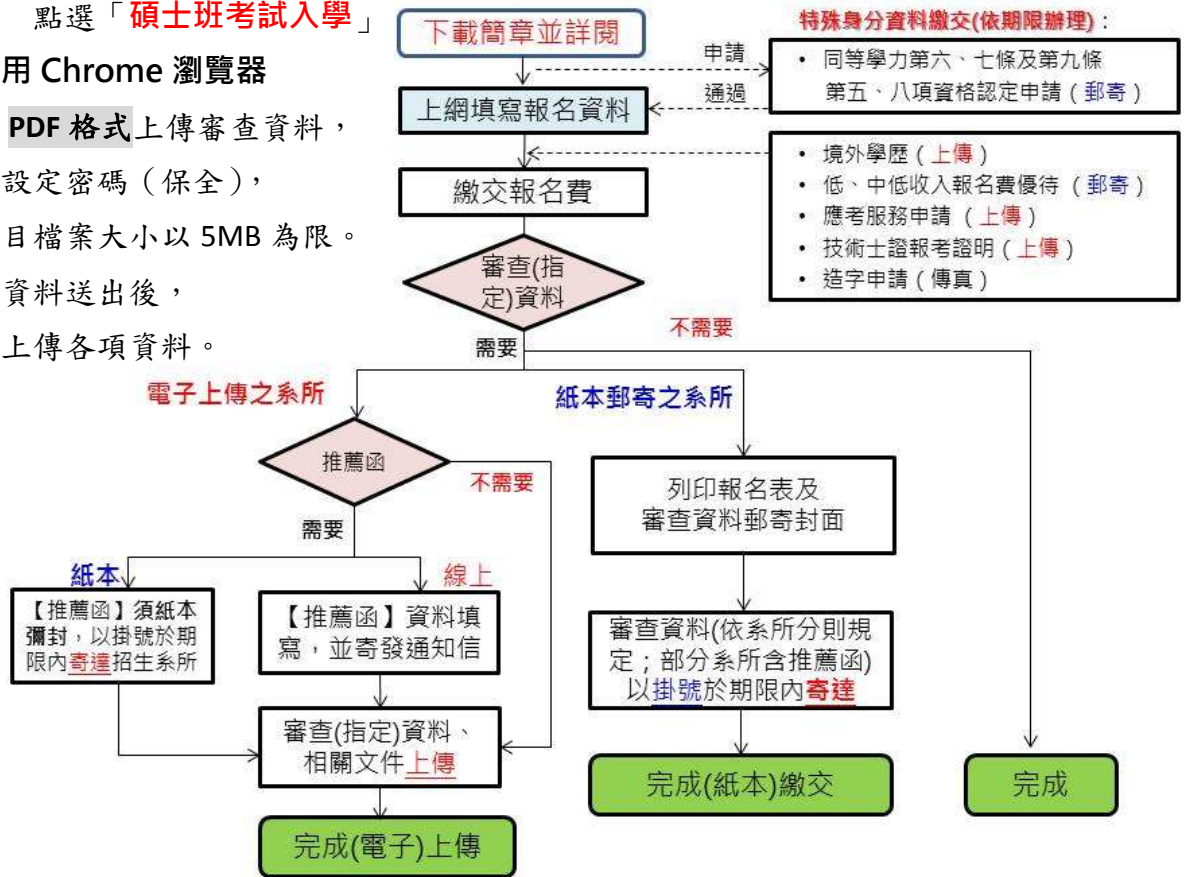 點選「碩士班考試入學」
用 Chrome 瀏覽器
PDF 格式上傳審查資料，
設定密碼（保全），
目檔案大小以 5MB 為限。
資料送出後，
上傳各項資料。
下載簡章並詳閱
申請
通過
特殊身分資料繳交(依期限辦理)：
• 同等學力第六、七條及第九條
第五、八項資格認定申請（郵寄）
上網填寫報名資料
• 境外學歷（上傳）
• 低、中低收入報名費優待 （郵寄）
• 應考服務申請 （上傳）
• 技術士證報考證明（上傳）
• 造字申請（傳真）
繳交報名費
審查(指
定)資料
需要
不需要
電子上傳之系所
紙本郵寄之系所
推薦函
不需要
需要
列印報名表及
審查資料郵寄封面
紙本
線上
【推薦函】須紙本
彌封，以掛號於期
限內寄達招生系所
【推薦函】資料填
寫，並寄發通知信
審查資料(依系所分則規
定；部分系所含推薦函)
以掛號於期限內寄達
審查(指定)資料、
相關文件上傳
完成(紙本)繳交
完成
完成(電子)上傳